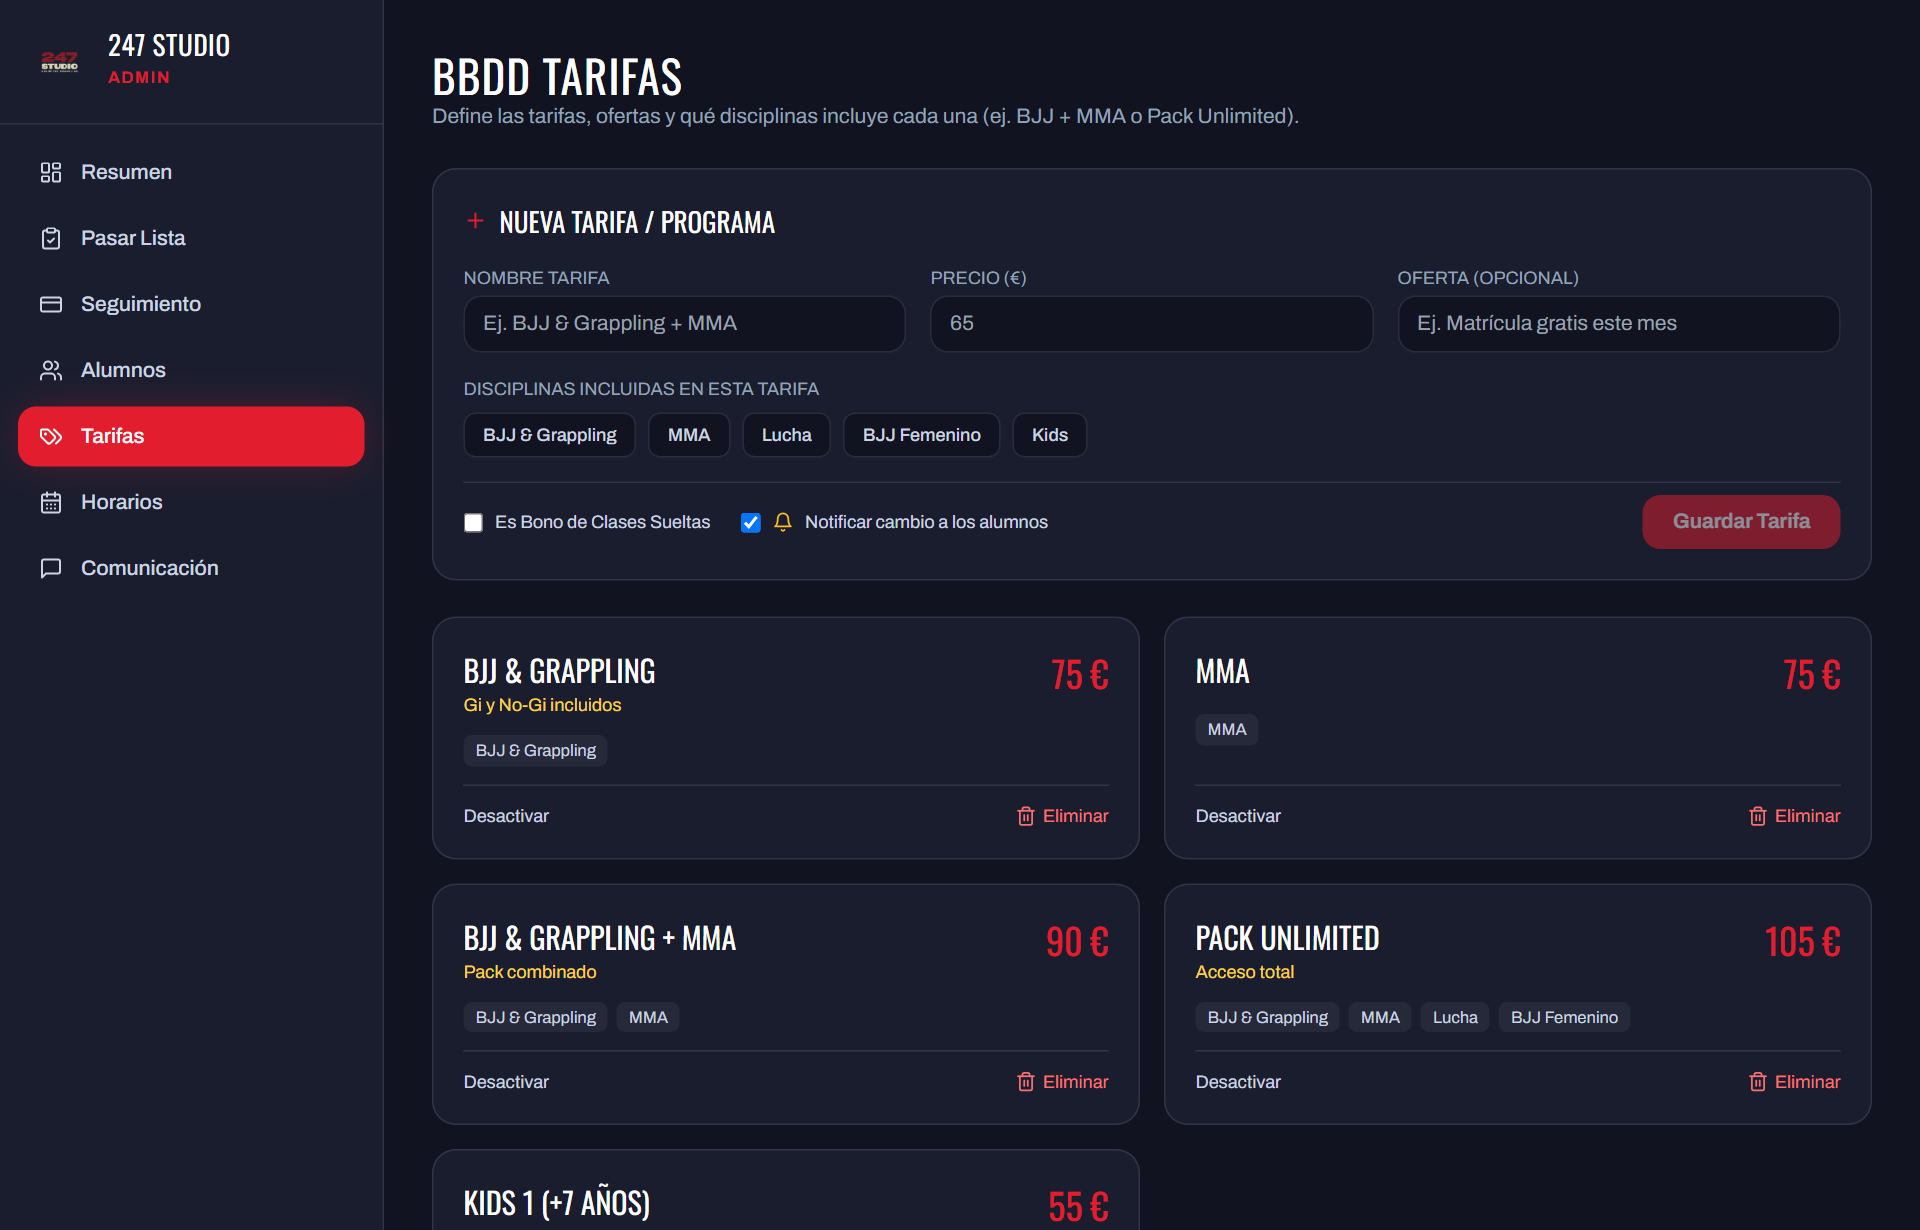 247 STUDIO
247 STUDIO
ADMIN
Resumen
Pasar Lista
Seguimiento
Alumnos
Tarifas
Horarios
Comunicación
BBDD TARIFAS
Define las tarifas, ofertas y qué disciplinas incluye cada una (ej. BJJ + MMA o Pack Unlimited).
+ NUEVA TARIFA / PROGRAMA
NOMBRE TARIFA PRECIO (€) OFERTA (OPCIONAL)
Ej. BJJ & Grappling + MMA 65 Ej. Matrícula gratis este mes
DISCIPLINAS INCLUIDAS EN ESTA TARIFA
BJJ & Grappling MMA Lucha BJJ Femenino Kids
Es Bono de Clases Sueltas Notificar cambio a los alumnos Guardar Tarifa
BJJ & GRAPPLING 75 €
Gi y No-Gi incluidos
BJJ & Grappling
Desactivar Eliminar
MMA 75 €
MMA
Desactivar Eliminar
BJJ & GRAPPLING + MMA 90 €
Pack combinado
BJJ & Grappling MMA
Desactivar Eliminar
PACK UNLIMITED 105 €
Acceso total
BJJ & Grappling MMA Lucha BJJ Femenino
Desactivar Eliminar
KIDS 1 (+7 AÑOS) 55 €